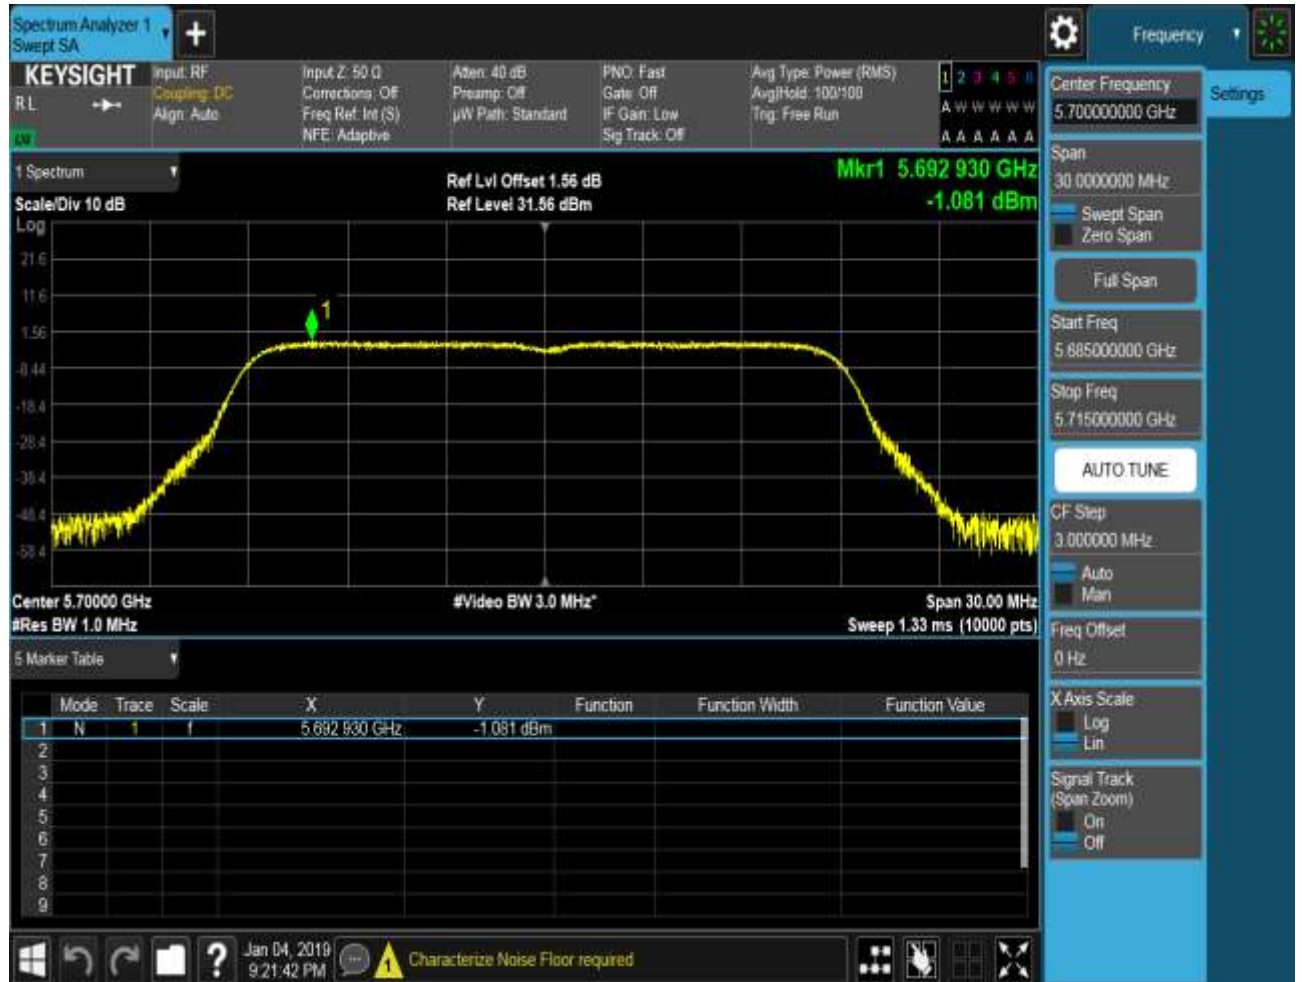 Spectrum Analyzer 1
Swept SA
+
Frequency
KEYSIGHT
RL
Input: RF
Coupling: DC
Align: Auto
Input Z: 50 Ω
Corrections: Off
Freq Ref: Int (S)
NFE: Adaptive
Atten: 40 dB
Preamp: Off
µW Path: Standard
PNO: Fast
Gate: Off
IF Gain: Low
Sig Track: Off
Avg Type: Power (RMS)
Avg|Hold: 100/100
Trig: Free Run
1 2 3 4 5 6
A W W W W W
A A A A A A
1 Spectrum
Scale/Div 10 dB
Ref Lvl Offset 1.56 dB
Ref Level 31.56 dBm
Mkr1 5.692 930 GHz
-1.081 dBm
Log
21.6
11.6
1.56
-8.44
-18.4
-28.4
-38.4
-48.4
-58.4
1
Center 5.70000 GHz
#Res BW 1.0 MHz
#Video BW 3.0 MHz*
Span 30.00 MHz
Sweep 1.33 ms (10000 pts)
5 Marker Table
Mode Trace Scale X Y Function Function Width Function Value
1 N 1 f 5.692 930 GHz -1.081 dBm
2
3
4
5
6
7
8
9
Jan 04, 2019
9:21:42 PM
Characterize Noise Floor required
Center Frequency
5.700000000 GHz
Settings
Span
30.0000000 MHz
Swept Span
Zero Span
Full Span
Start Freq
5.685000000 GHz
Stop Freq
5.715000000 GHz
AUTO TUNE
CF Step
3.000000 MHz
Auto
Man
Freq Offset
0 Hz
X Axis Scale
Log
Lin
Signal Track
(Span Zoom)
On
Off